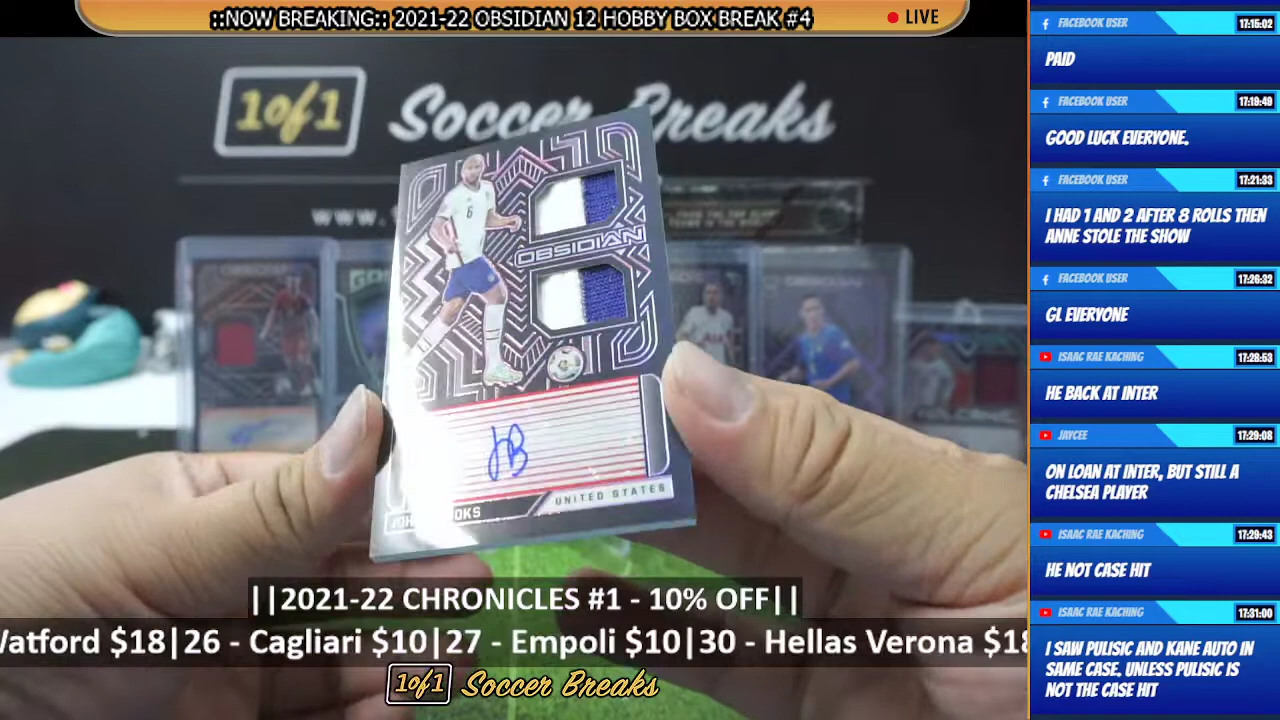 ::NOW BREAKING:: 2021-22 OBSIDIAN 12 HOBBY BOX BREAK #4
LIVE
1of1 Soccer Breaks
www.
6
OBSIDIAN
UNITED STATES
||2021-22 CHRONICLES #1 - 10% OFF||
Watford $18|26 - Cagliari $10|27 - Empoli $10|30 - Hellas Verona $18
1of1 Soccer Breaks
FACEBOOK USER 17:15:02
PAID
FACEBOOK USER 17:19:49
GOOD LUCK EVERYONE.
FACEBOOK USER 17:21:33
I HAD 1 AND 2 AFTER 8 ROLLS THEN
ANNE STOLE THE SHOW
FACEBOOK USER 17:26:32
GL EVERYONE
ISAAC RAE KACHING 17:28:53
HE BACK AT INTER
JAYCEE 17:29:08
ON LOAN AT INTER, BUT STILL A
CHELSEA PLAYER
ISAAC RAE KACHING 17:29:43
HE NOT CASE HIT
ISAAC RAE KACHING 17:31:00
I SAW PULISIC AND KANE AUTO IN
SAME CASE. UNLESS PULISIC IS
NOT THE CASE HIT